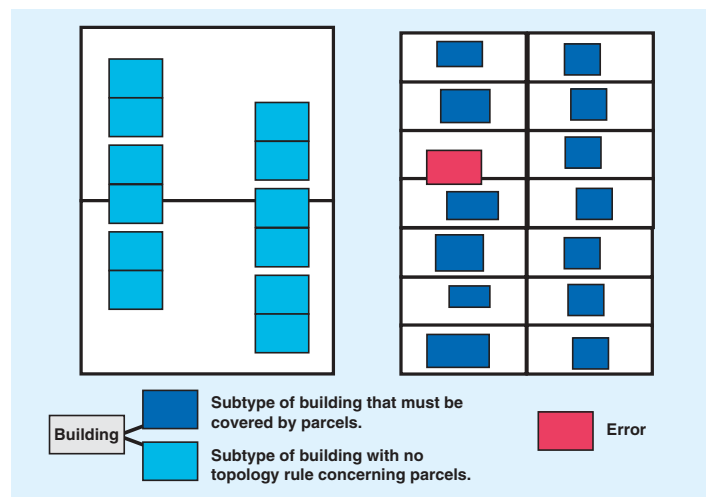 Building
Subtype of building that must be
covered by parcels.
Subtype of building with no
topology rule concerning parcels.
Error